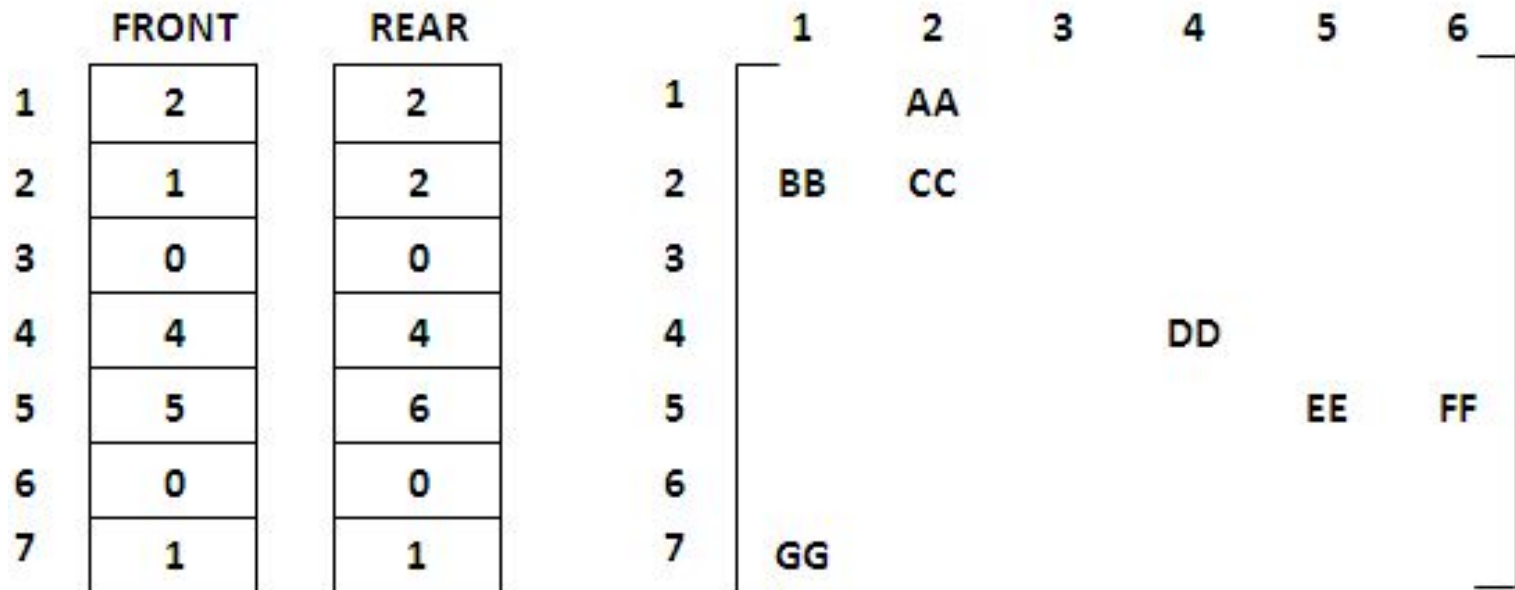 FRONT REAR 1 2 3 4 5 6
1 2 2 1 AA
2 1 2 2 BB CC
3 0 0 3
4 4 4 4 DD
5 5 6 5 EE FF
6 0 0 6
7 1 1 7 GG